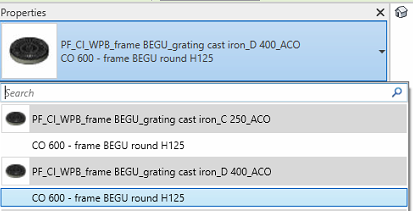 Properties
PF_CI_WPB_frame BEGU_grating cast iron_D 400_ACO
CO 600 - frame BEGU round H125
Search
PF_CI_WPB_frame BEGU_grating cast iron_C 250_ACO
CO 600 - frame BEGU round H125
PF_CI_WPB_frame BEGU_grating cast iron_D 400_ACO
CO 600 - frame BEGU round H125